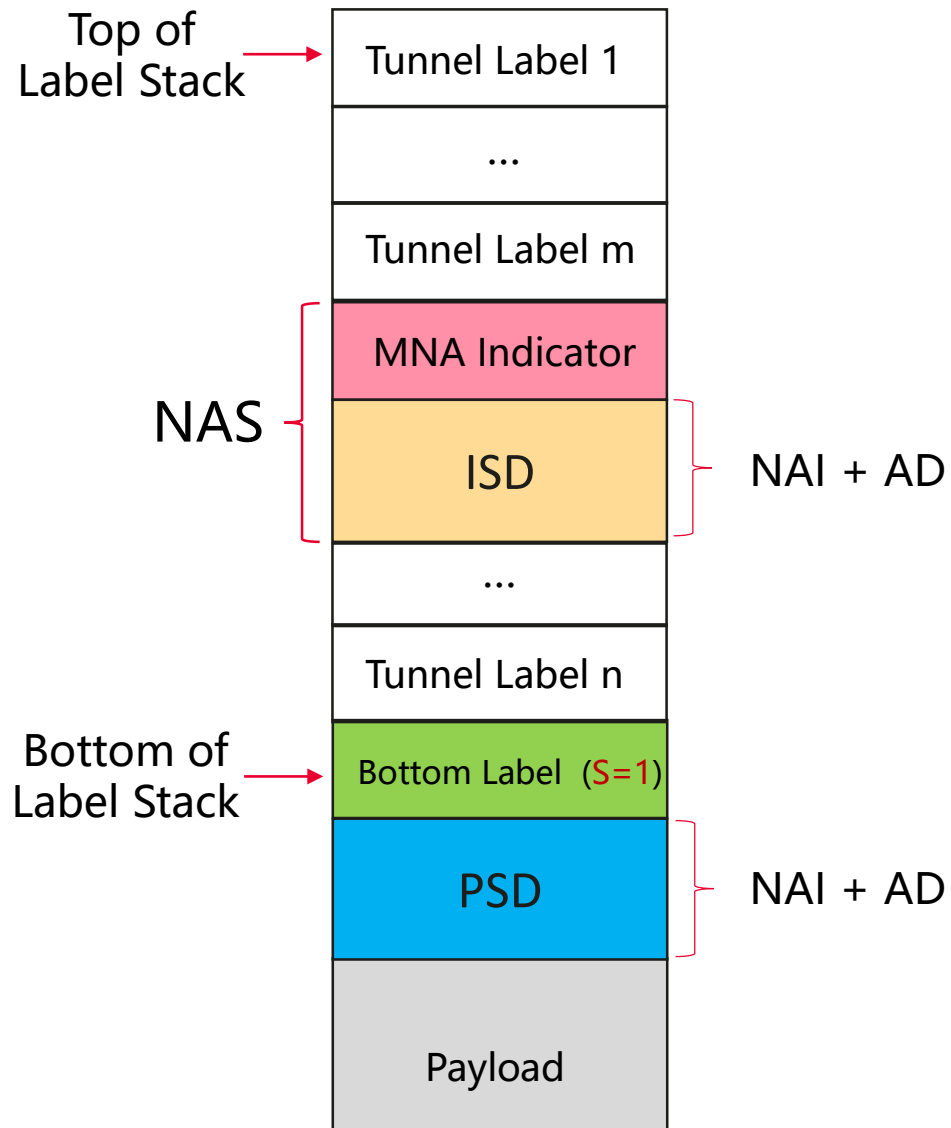 Top of
Label Stack
Tunnel Label 1
...
Tunnel Label m
MNA Indicator
NAS
ISD
NAI + AD
...
Tunnel Label n
Bottom of
Label Stack
Bottom Label (S=1)
PSD
NAI + AD
Payload